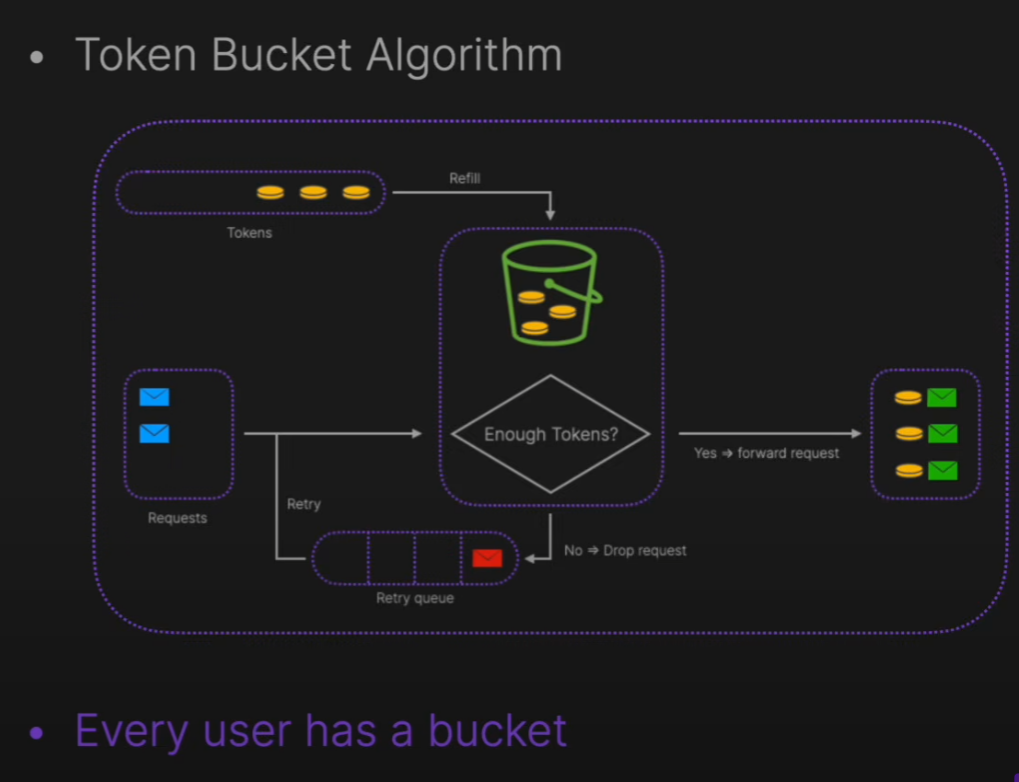 Token Bucket Algorithm
Refill
Tokens
Enough Tokens?
Yes ⇒ forward request
Requests
Retry
No ⇒ Drop request
Retry queue
Every user has a bucket